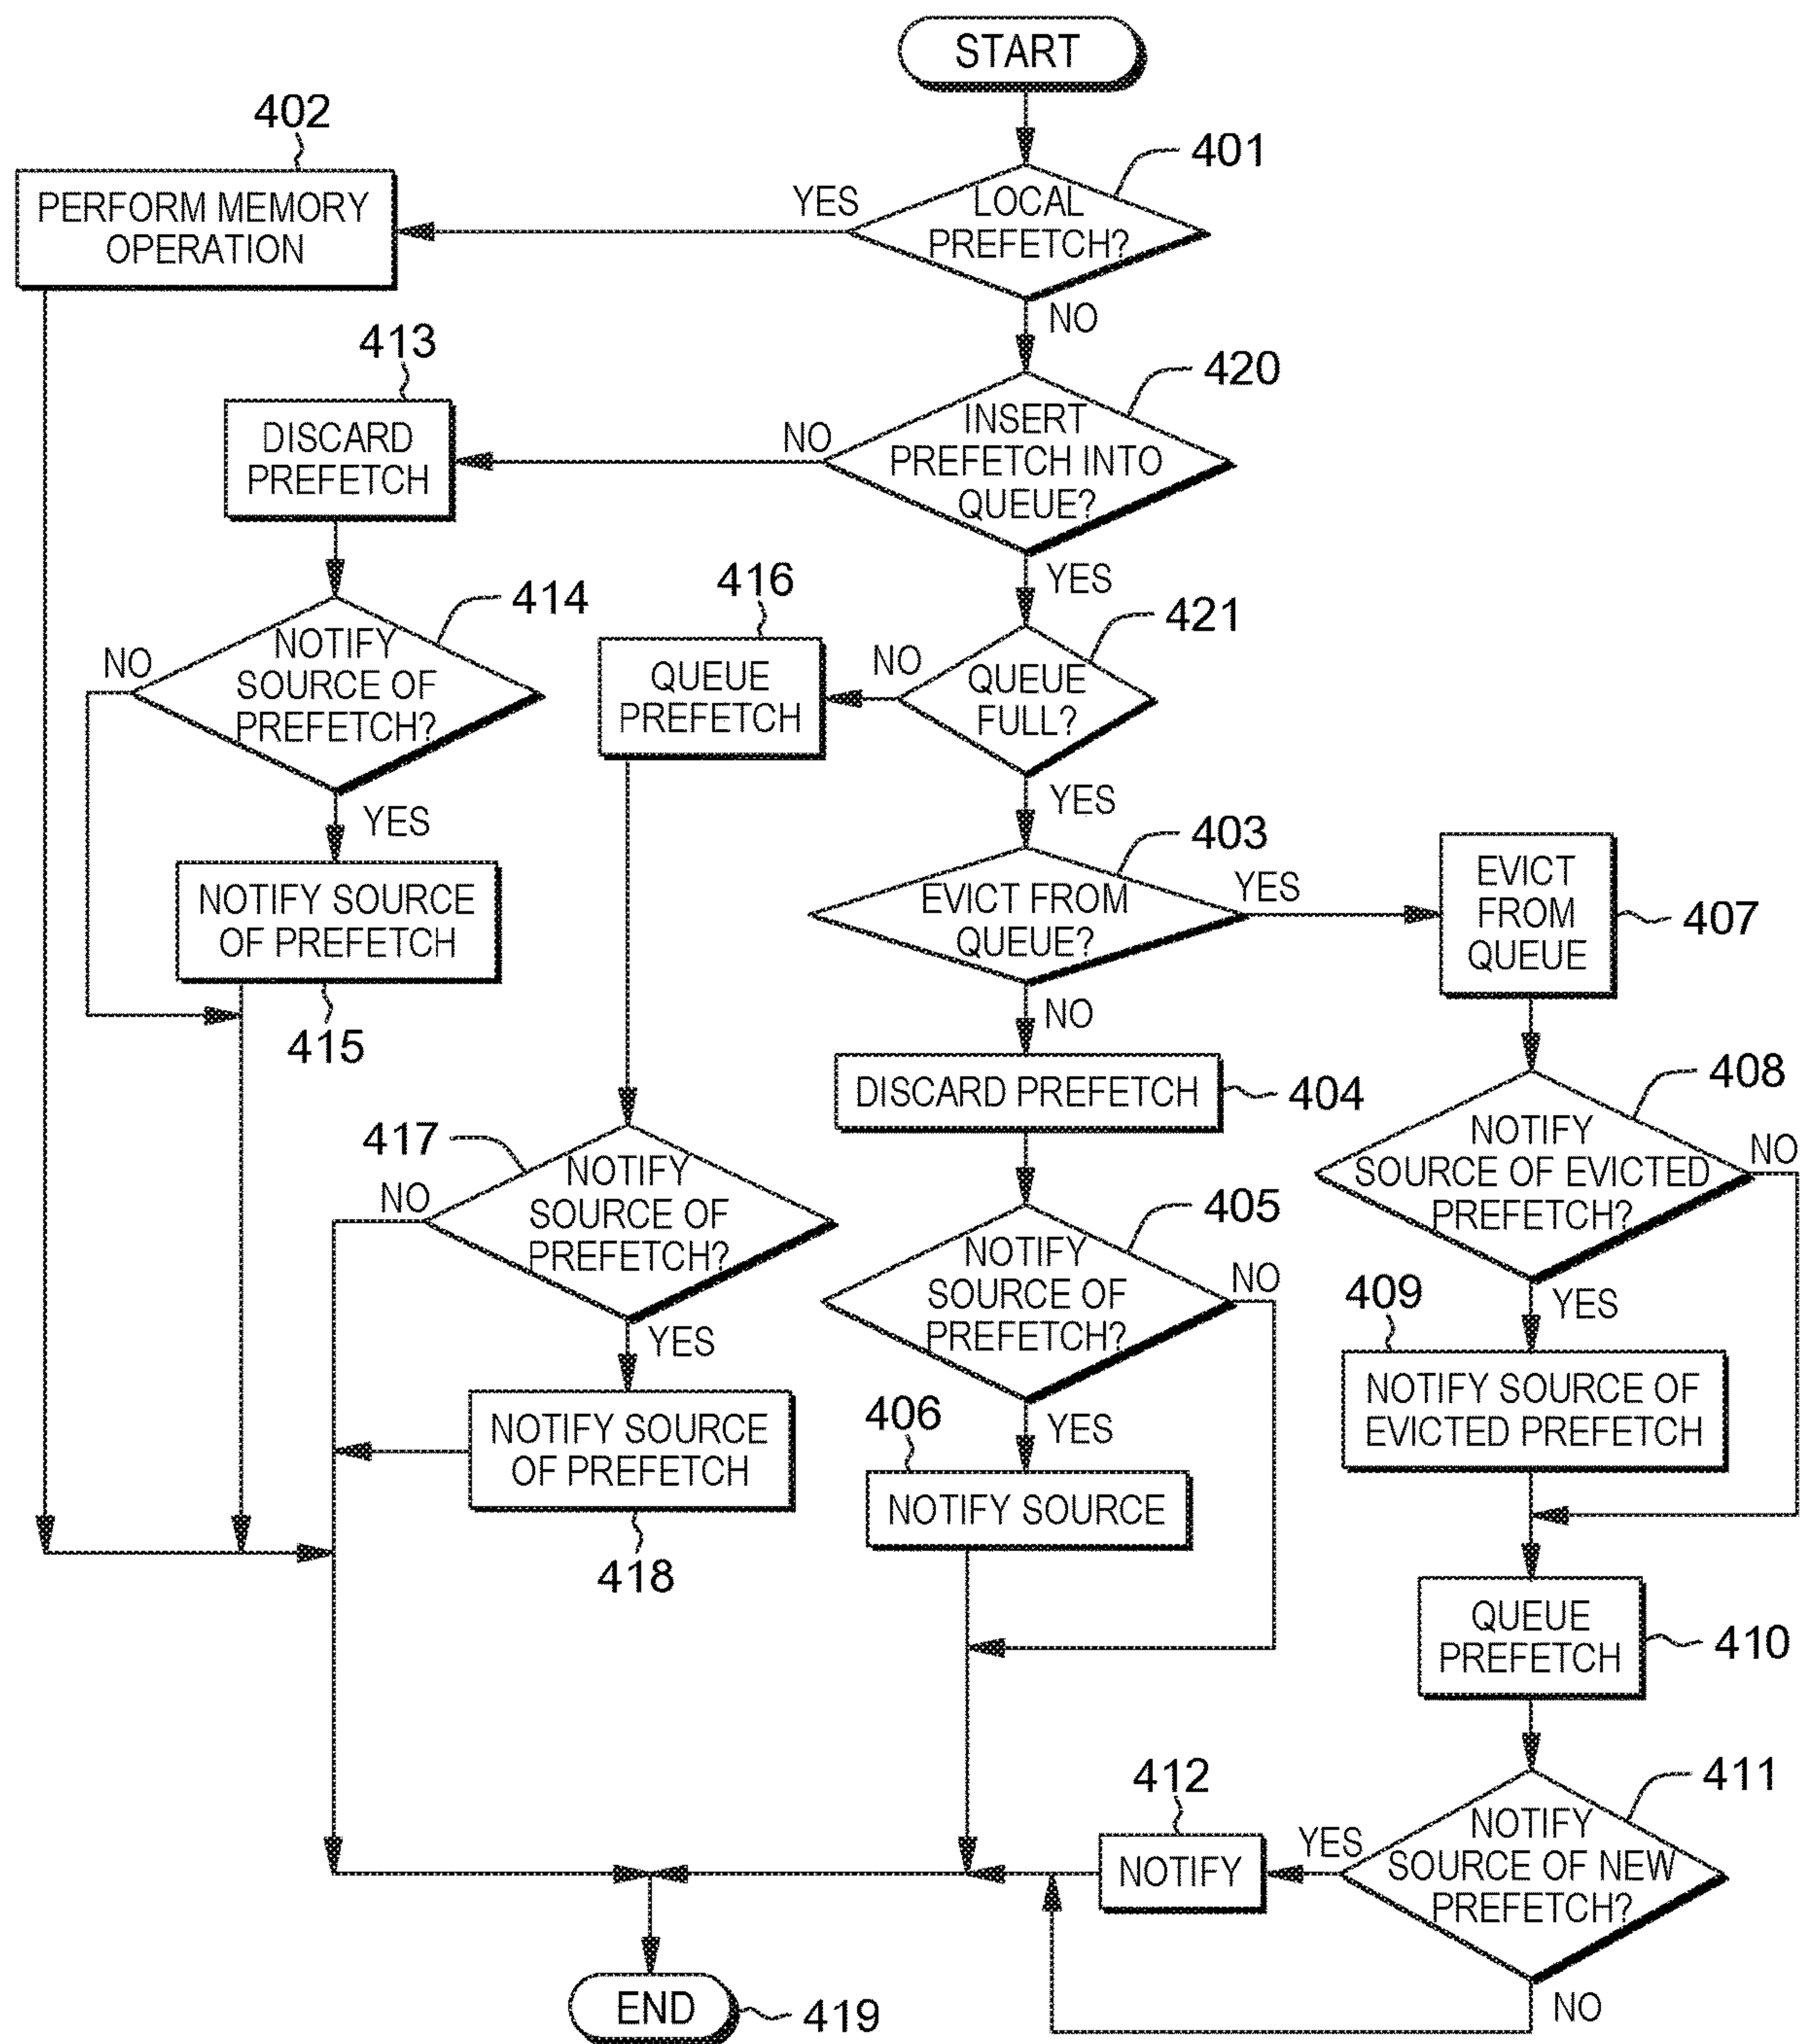 START
402
401
PERFORM MEMORY
OPERATION
YES
LOCAL
PREFETCH?
NO
413
420
DISCARD
PREFETCH
NO
INSERT
PREFETCH INTO
QUEUE?
YES
414
416
421
NOTIFY
SOURCE OF
PREFETCH?
NO
QUEUE
PREFETCH
NO
QUEUE
FULL?
YES
YES
403
NOTIFY SOURCE
OF PREFETCH
415
EVICT FROM
QUEUE?
YES
EVICT
FROM
QUEUE
407
NO
DISCARD PREFETCH
404
408
417
NOTIFY
SOURCE OF
PREFETCH?
NO
YES
405
NOTIFY
SOURCE OF
PREFETCH?
NO
NOTIFY
SOURCE OF EVICTED
PREFETCH?
NO
YES
409
NOTIFY SOURCE OF
EVICTED PREFETCH
406
YES
NOTIFY SOURCE
OF PREFETCH
418
NOTIFY SOURCE
QUEUE
PREFETCH
410
412
411
NOTIFY
YES
NOTIFY
SOURCE OF NEW
PREFETCH?
NO
END
419